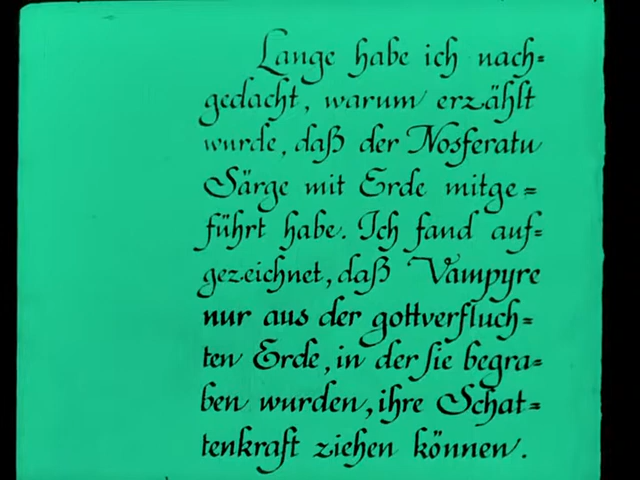 Lange habe ich nach=
gedacht, warum erzählt
wurde, daß der Nosferatu
Särge mit Erde mitge=
führt habe. Ich fand auf=
gezeichnet, daß Vampyre
nur aus der gottverfluch=
ten Erde, in der sie begra=
ben wurden, ihre Schat=
tenkraft ziehen können.